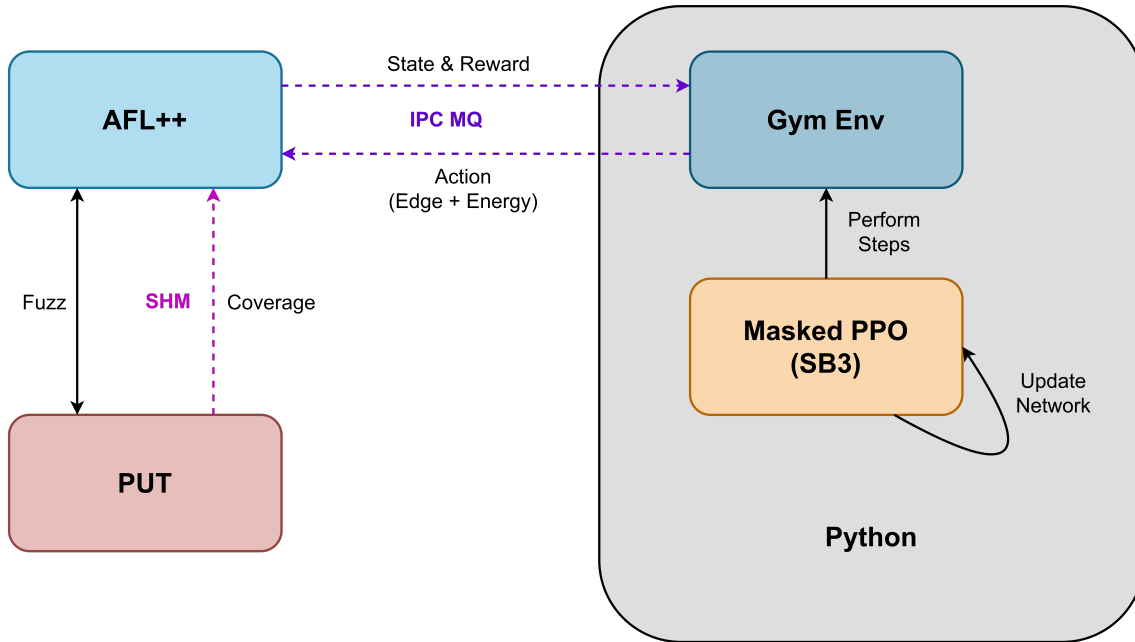 State & Reward
AFL++
IPC MQ
Gym Env
Action
(Edge + Energy)
Perform
Steps
Fuzz
SHM
Coverage
Masked PPO
(SB3)
Update
Network
PUT
Python